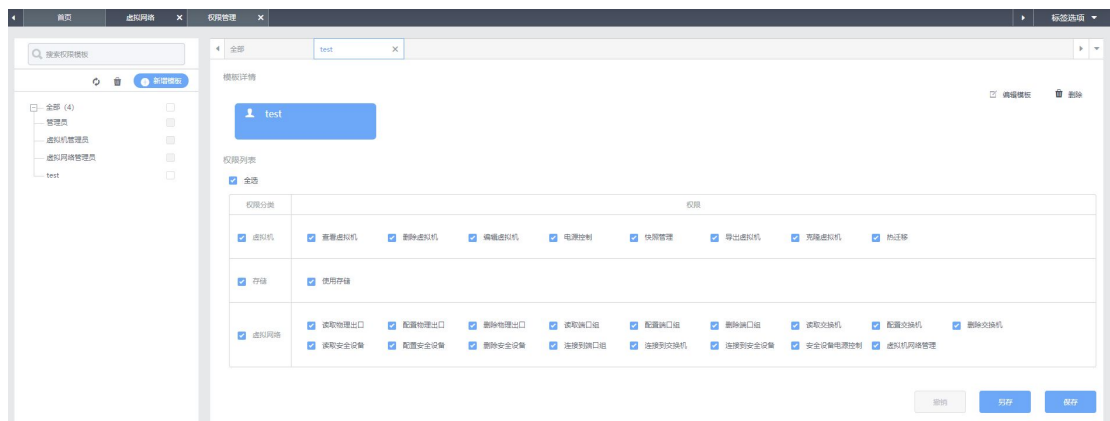 首页 虚拟网络 权限管理 标签选项
搜索权限模板
新增模板
全部 (4)
管理员
虚拟机管理员
虚拟网络管理员
test
全部 test
模板详情
编辑模板 删除
test
权限列表
全选
权限分类 权限
虚拟机 查看虚拟机 删除虚拟机 编辑虚拟机 电源控制 快照管理 导出虚拟机 克隆虚拟机 热迁移
存储 使用存储
虚拟网络 读取物理出口 配置物理出口 删除物理出口 读取端口组 配置端口组 删除端口组 读取交换机 配置交换机 删除交换机
读取安全设备 配置安全设备 删除安全设备 连接到端口组 连接到交换机 连接到安全设备 安全设备电源控制 虚拟机网络管理
撤销 另存 保存